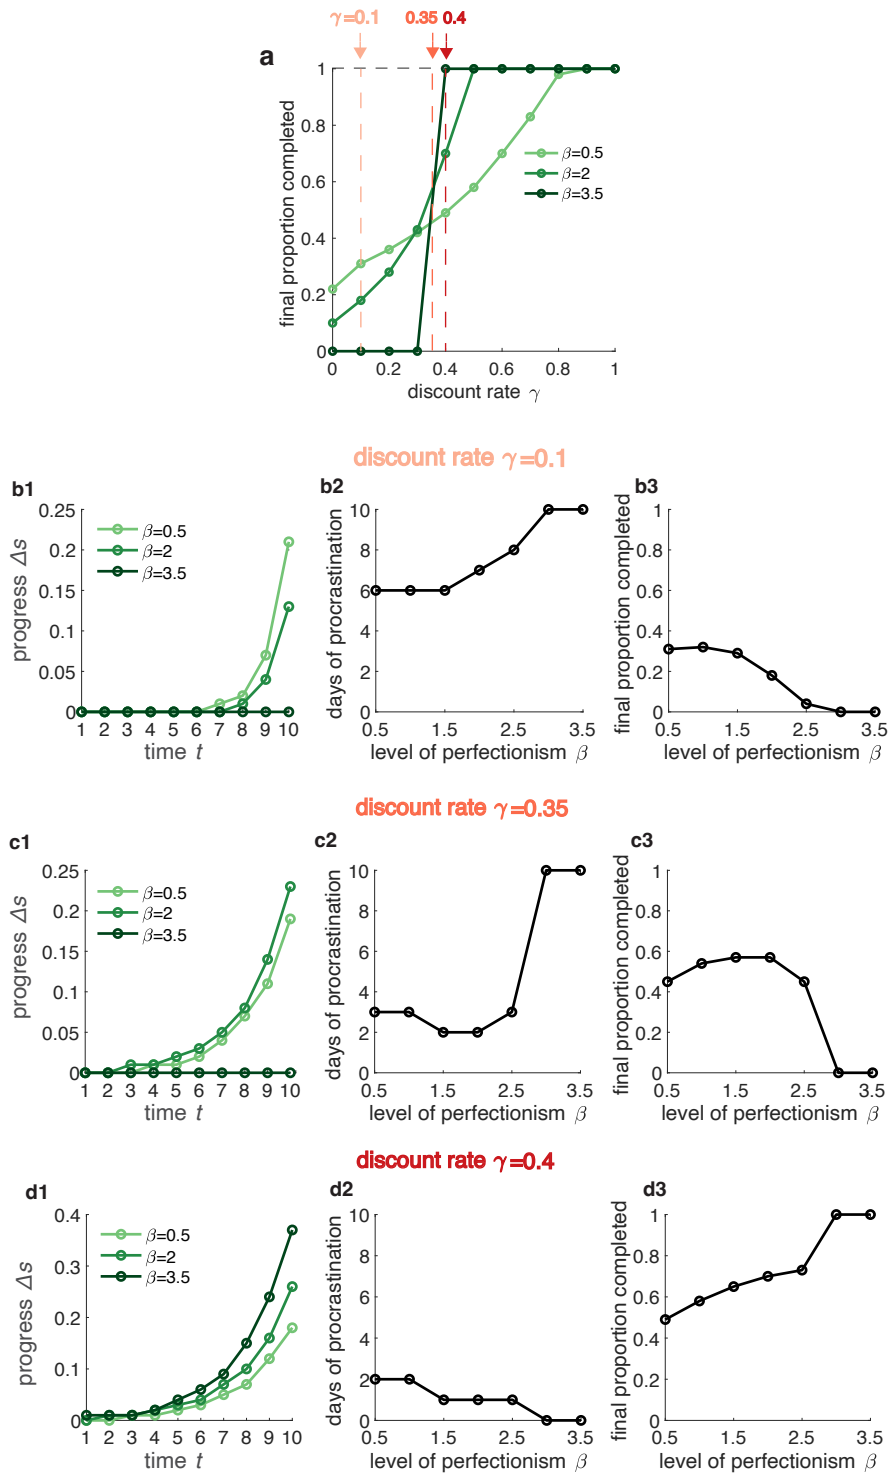 γ=0.1 0.35 0.4
a
1
0.8
0.6
0.4
0.2
0
final proportion completed
β=0.5
β=2
β=3.5
0 0.2 0.4 0.6 0.8 1
discount rate γ
discount rate γ=0.1
b1
0.25
0.2
0.15
0.1
0.05
0
progress Δs
β=0.5
β=2
β=3.5
1 2 3 4 5 6 7 8 9 10
time t
b2
10
8
6
4
2
0
days of procrastination
0.5 1.5 2.5 3.5
level of perfectionism β
b3
1
0.8
0.6
0.4
0.2
0
final proportion completed
0.5 1.5 2.5 3.5
level of perfectionism β
discount rate γ=0.35
c1
0.25
0.2
0.15
0.1
0.05
0
progress Δs
β=0.5
β=2
β=3.5
1 2 3 4 5 6 7 8 9 10
time t
c2
10
8
6
4
2
0
days of procrastination
0.5 1.5 2.5 3.5
level of perfectionism β
c3
1
0.8
0.6
0.4
0.2
0
final proportion completed
0.5 1.5 2.5 3.5
level of perfectionism β
discount rate γ=0.4
d1
0.4
0.3
0.2
0.1
0
progress Δs
β=0.5
β=2
β=3.5
1 2 3 4 5 6 7 8 9 10
time t
d2
10
8
6
4
2
0
days of procrastination
0.5 1.5 2.5 3.5
level of perfectionism β
d3
1
0.8
0.6
0.4
0.2
0
final proportion completed
0.5 1.5 2.5 3.5
level of perfectionism β